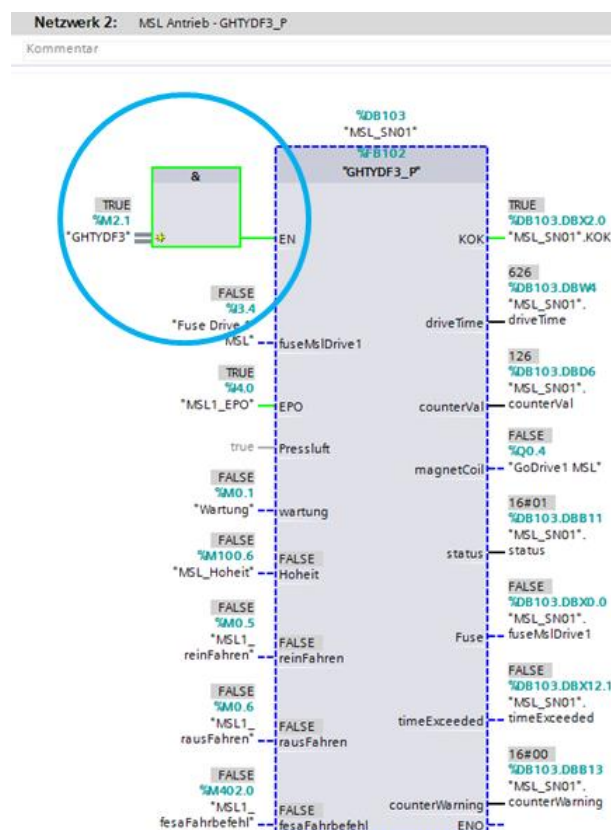 Netzwerk 2: MSL Antrieb - GHTYDF3_P
Kommentar
%DB103
"MSL_SN01"
%FB102
"GHTYDF3_P"
&
TRUE
%M2.1
"GHTYDF3"
EN
FALSE
%I3.4
"Fuse Drive
MSL"
fuseMslDrive1
TRUE
%I4.0
"MSL1_EPO"
EPO
true
Pressluft
FALSE
%M0.1
"Wartung"
wartung
FALSE
%M100.6
"MSL_Hoheit"
FALSE
Hoheit
FALSE
%M0.5
"MSL1_
reinFahren"
FALSE
reinFahren
FALSE
%M0.6
"MSL1_
rausFahren"
FALSE
rausFahren
FALSE
%M402.0
"MSL1_
fesaFahrbefehl"
FALSE
fesaFahrbefehl
TRUE
%DB103.DBX2.0
KOK
"MSL_SN01".KOK
626
%DB103.DBW4
"MSL_SN01".
driveTime
driveTime
126
%DB103.DBD6
"MSL_SN01".
counterVal
counterVal
FALSE
%Q0.4
magnetCoil
"GoDrive1 MSL"
16#01
%DB103.DBB11
"MSL_SN01".
status
status
FALSE
%DB103.DBX0.0
"MSL_SN01".
Fuse
fuseMslDrive1
FALSE
%DB103.DBX12.1
"MSL_SN01".
timeExceeded
timeExceeded
16#00
%DB103.DBB13
"MSL_SN01".
counterWarning
counterWarning
ENO